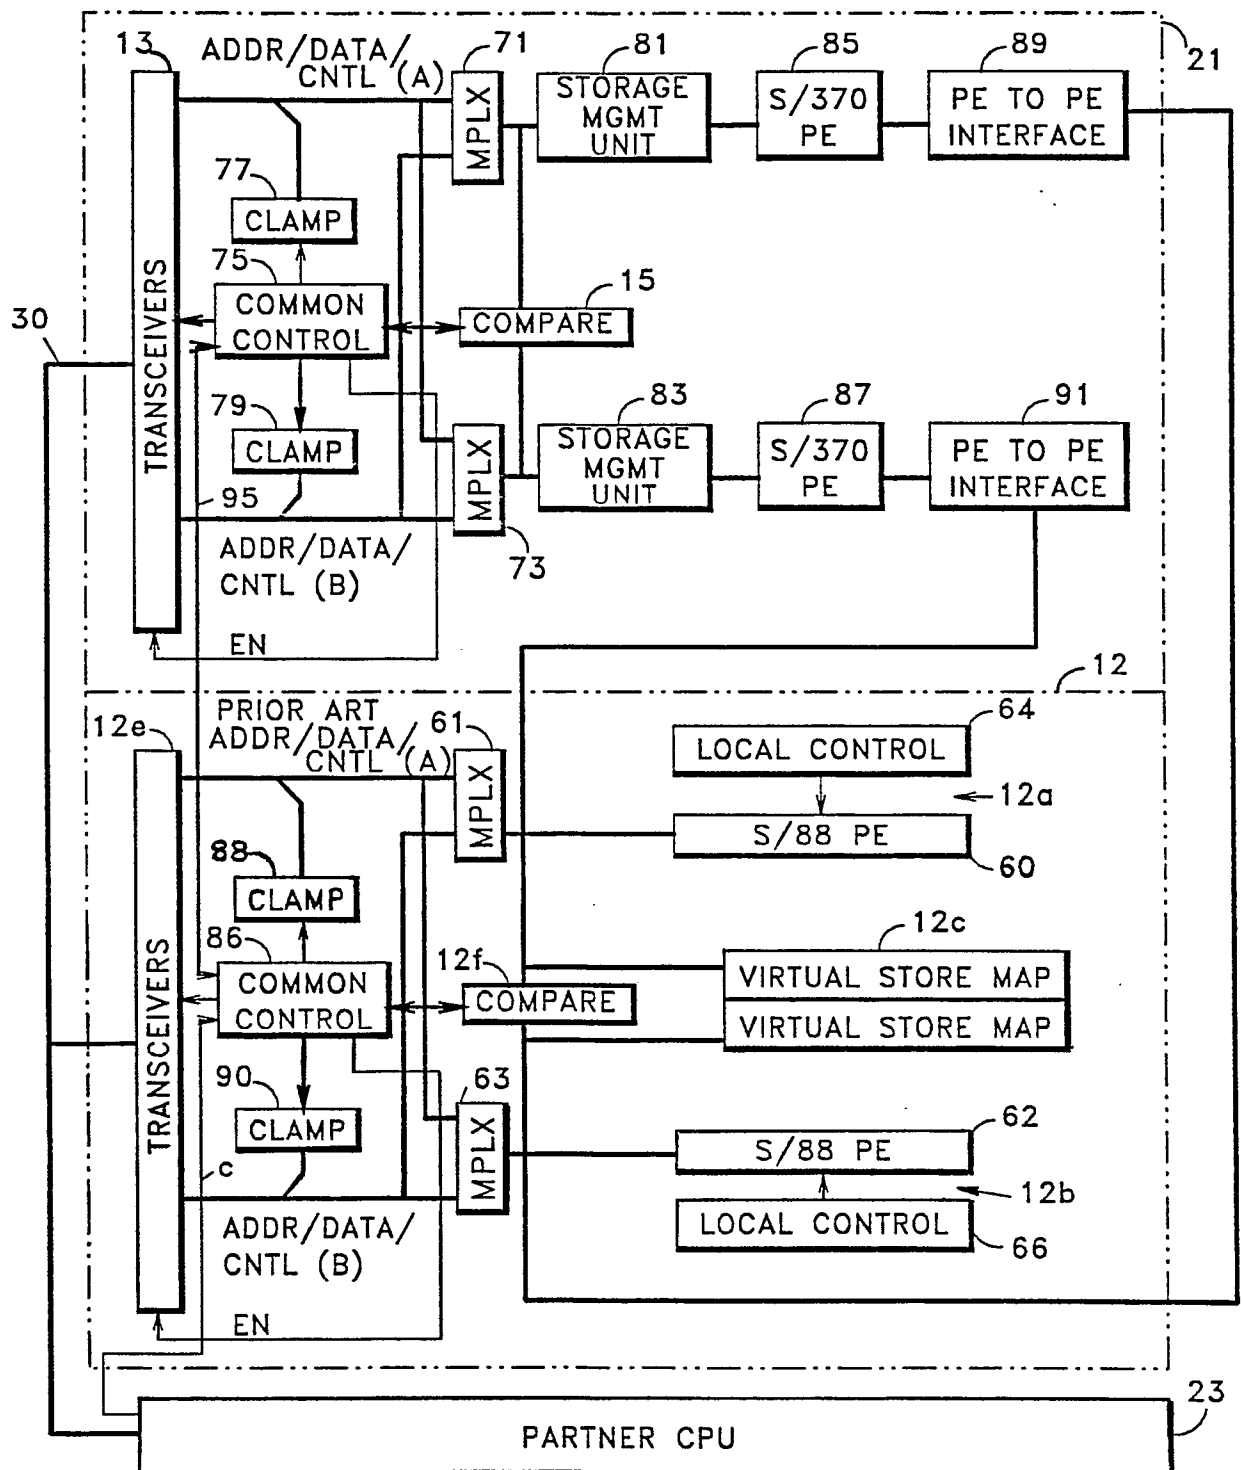 13
ADDR/DATA/
CNTL (A)
71
81
85
89
21
MPLX
STORAGE
MGMT
UNIT
S/370
PE
PE TO PE
INTERFACE
77
CLAMP
75
COMMON
CONTROL
15
COMPARE
30
TRANSCEIVERS
79
CLAMP
95
83
87
91
MPLX
STORAGE
MGMT
UNIT
S/370
PE
PE TO PE
INTERFACE
73
ADDR/DATA/
CNTL (B)
EN
12
PRIOR ART
12e
ADDR/DATA/
CNTL (A)
61
64
MPLX
LOCAL CONTROL
12a
S/88 PE
60
88
CLAMP
86
COMMON
CONTROL
12f
COMPARE
12c
VIRTUAL STORE MAP
VIRTUAL STORE MAP
TRANSCEIVERS
90
CLAMP
c
63
MPLX
62
S/88 PE
12b
LOCAL CONTROL
66
ADDR/DATA/
CNTL (B)
EN
23
PARTNER CPU